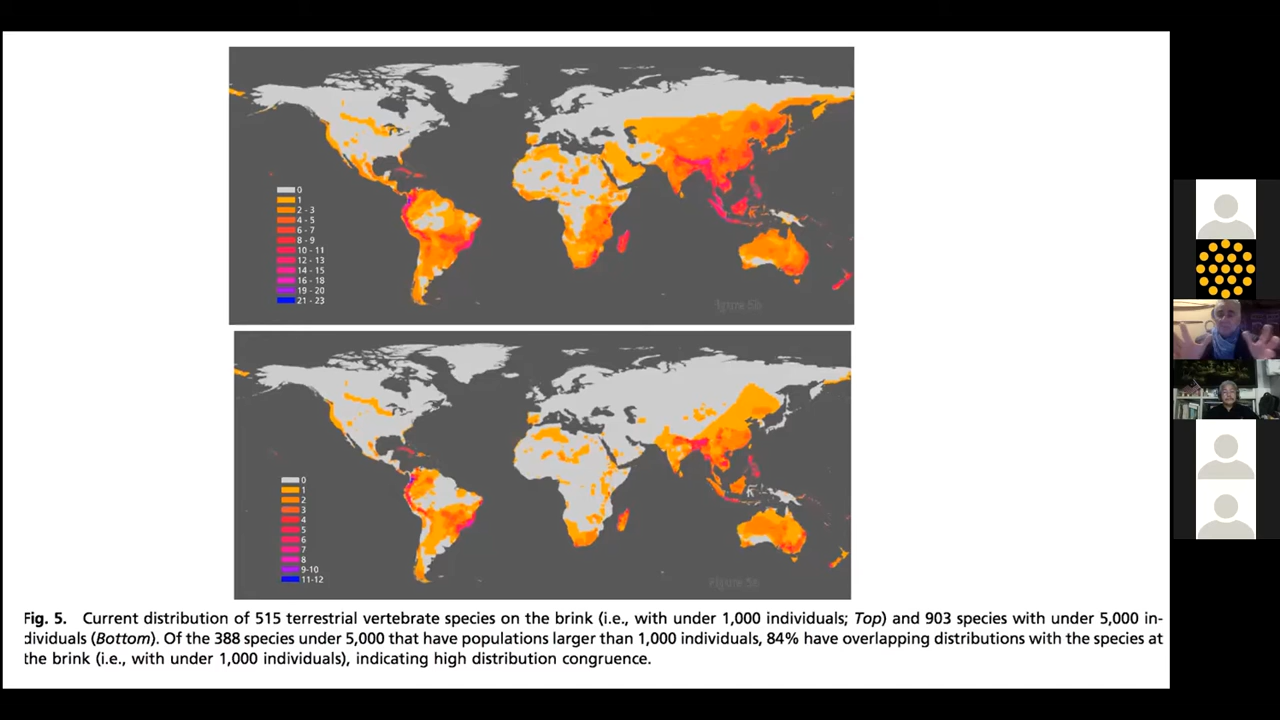 0
1
2 - 3
4 - 5
6 - 7
8 - 9
10 - 11
12 - 13
14 - 15
16 - 18
19 - 20
21 - 23
Figure 5b
0
1
2
3
4
5
6
7
8
9-10
11-12
Fig. 5. Current distribution of 515 terrestrial vertebrate species on the brink (i.e., with under 1,000 individuals; Top) and 903 species with under 5,000 in-
dividuals (Bottom). Of the 388 species under 5,000 that have populations larger than 1,000 individuals, 84% have overlapping distributions with the species at
the brink (i.e., with under 1,000 individuals), indicating high distribution congruence.